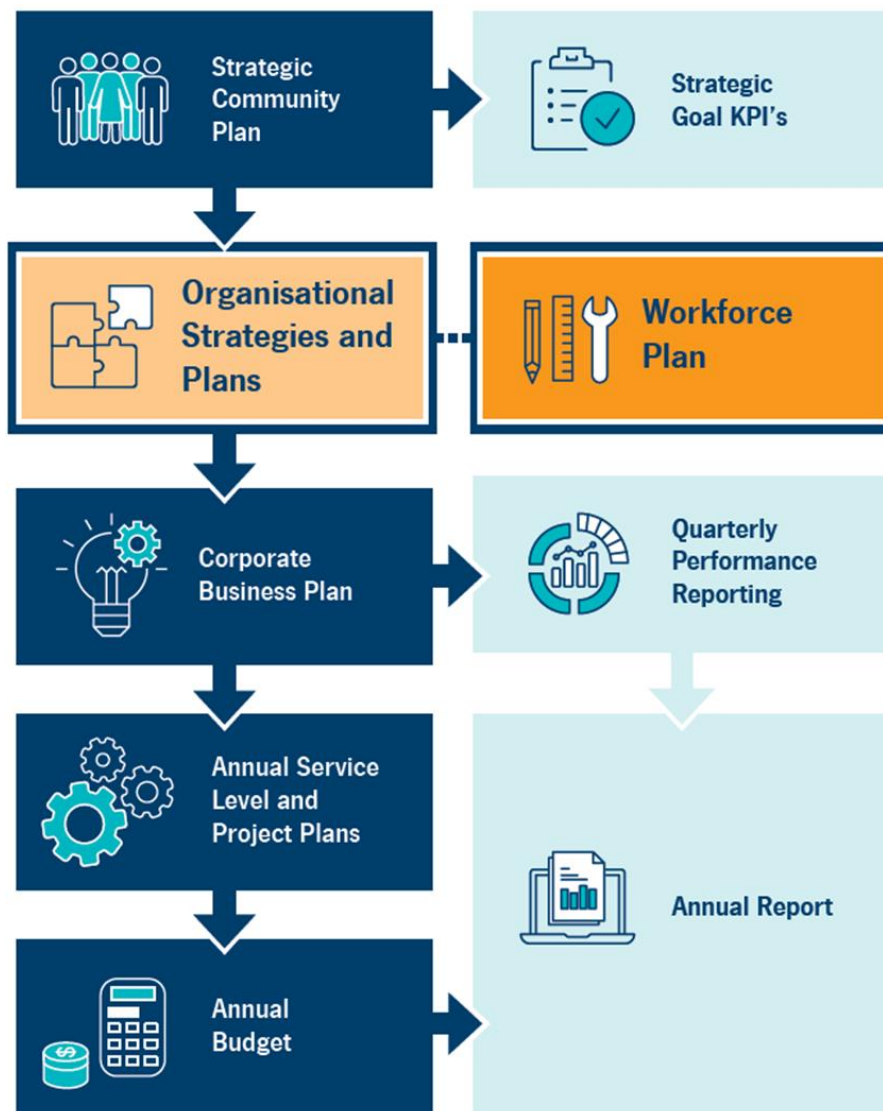 Strategic
Community
Plan
Strategic
Goal KPI's
Organisational
Strategies and
Plans
Workforce
Plan
Corporate
Business Plan
Quarterly
Performance
Reporting
Annual Service
Level and
Project Plans
Annual Report
Annual
Budget
$